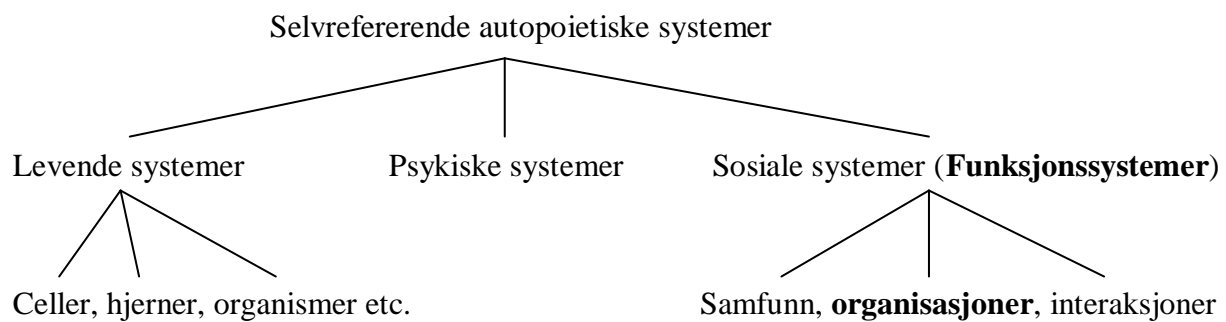 Selvrefererende autopoietiske systemer
Levende systemer Psykiske systemer Sosiale systemer (Funksjonssystemer)
Celler, hjerner, organismer etc. Samfunn, organisasjoner, interaksjoner